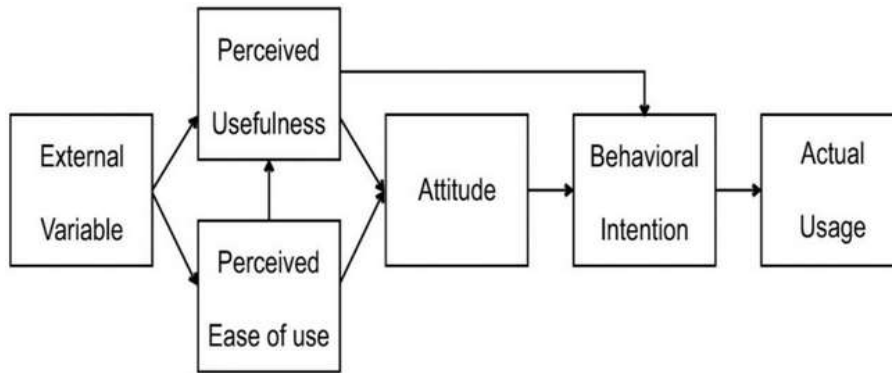 Perceived
Usefulness
External
Variable
Perceived
Ease of use
Attitude
Behavioral
Intention
Actual
Usage